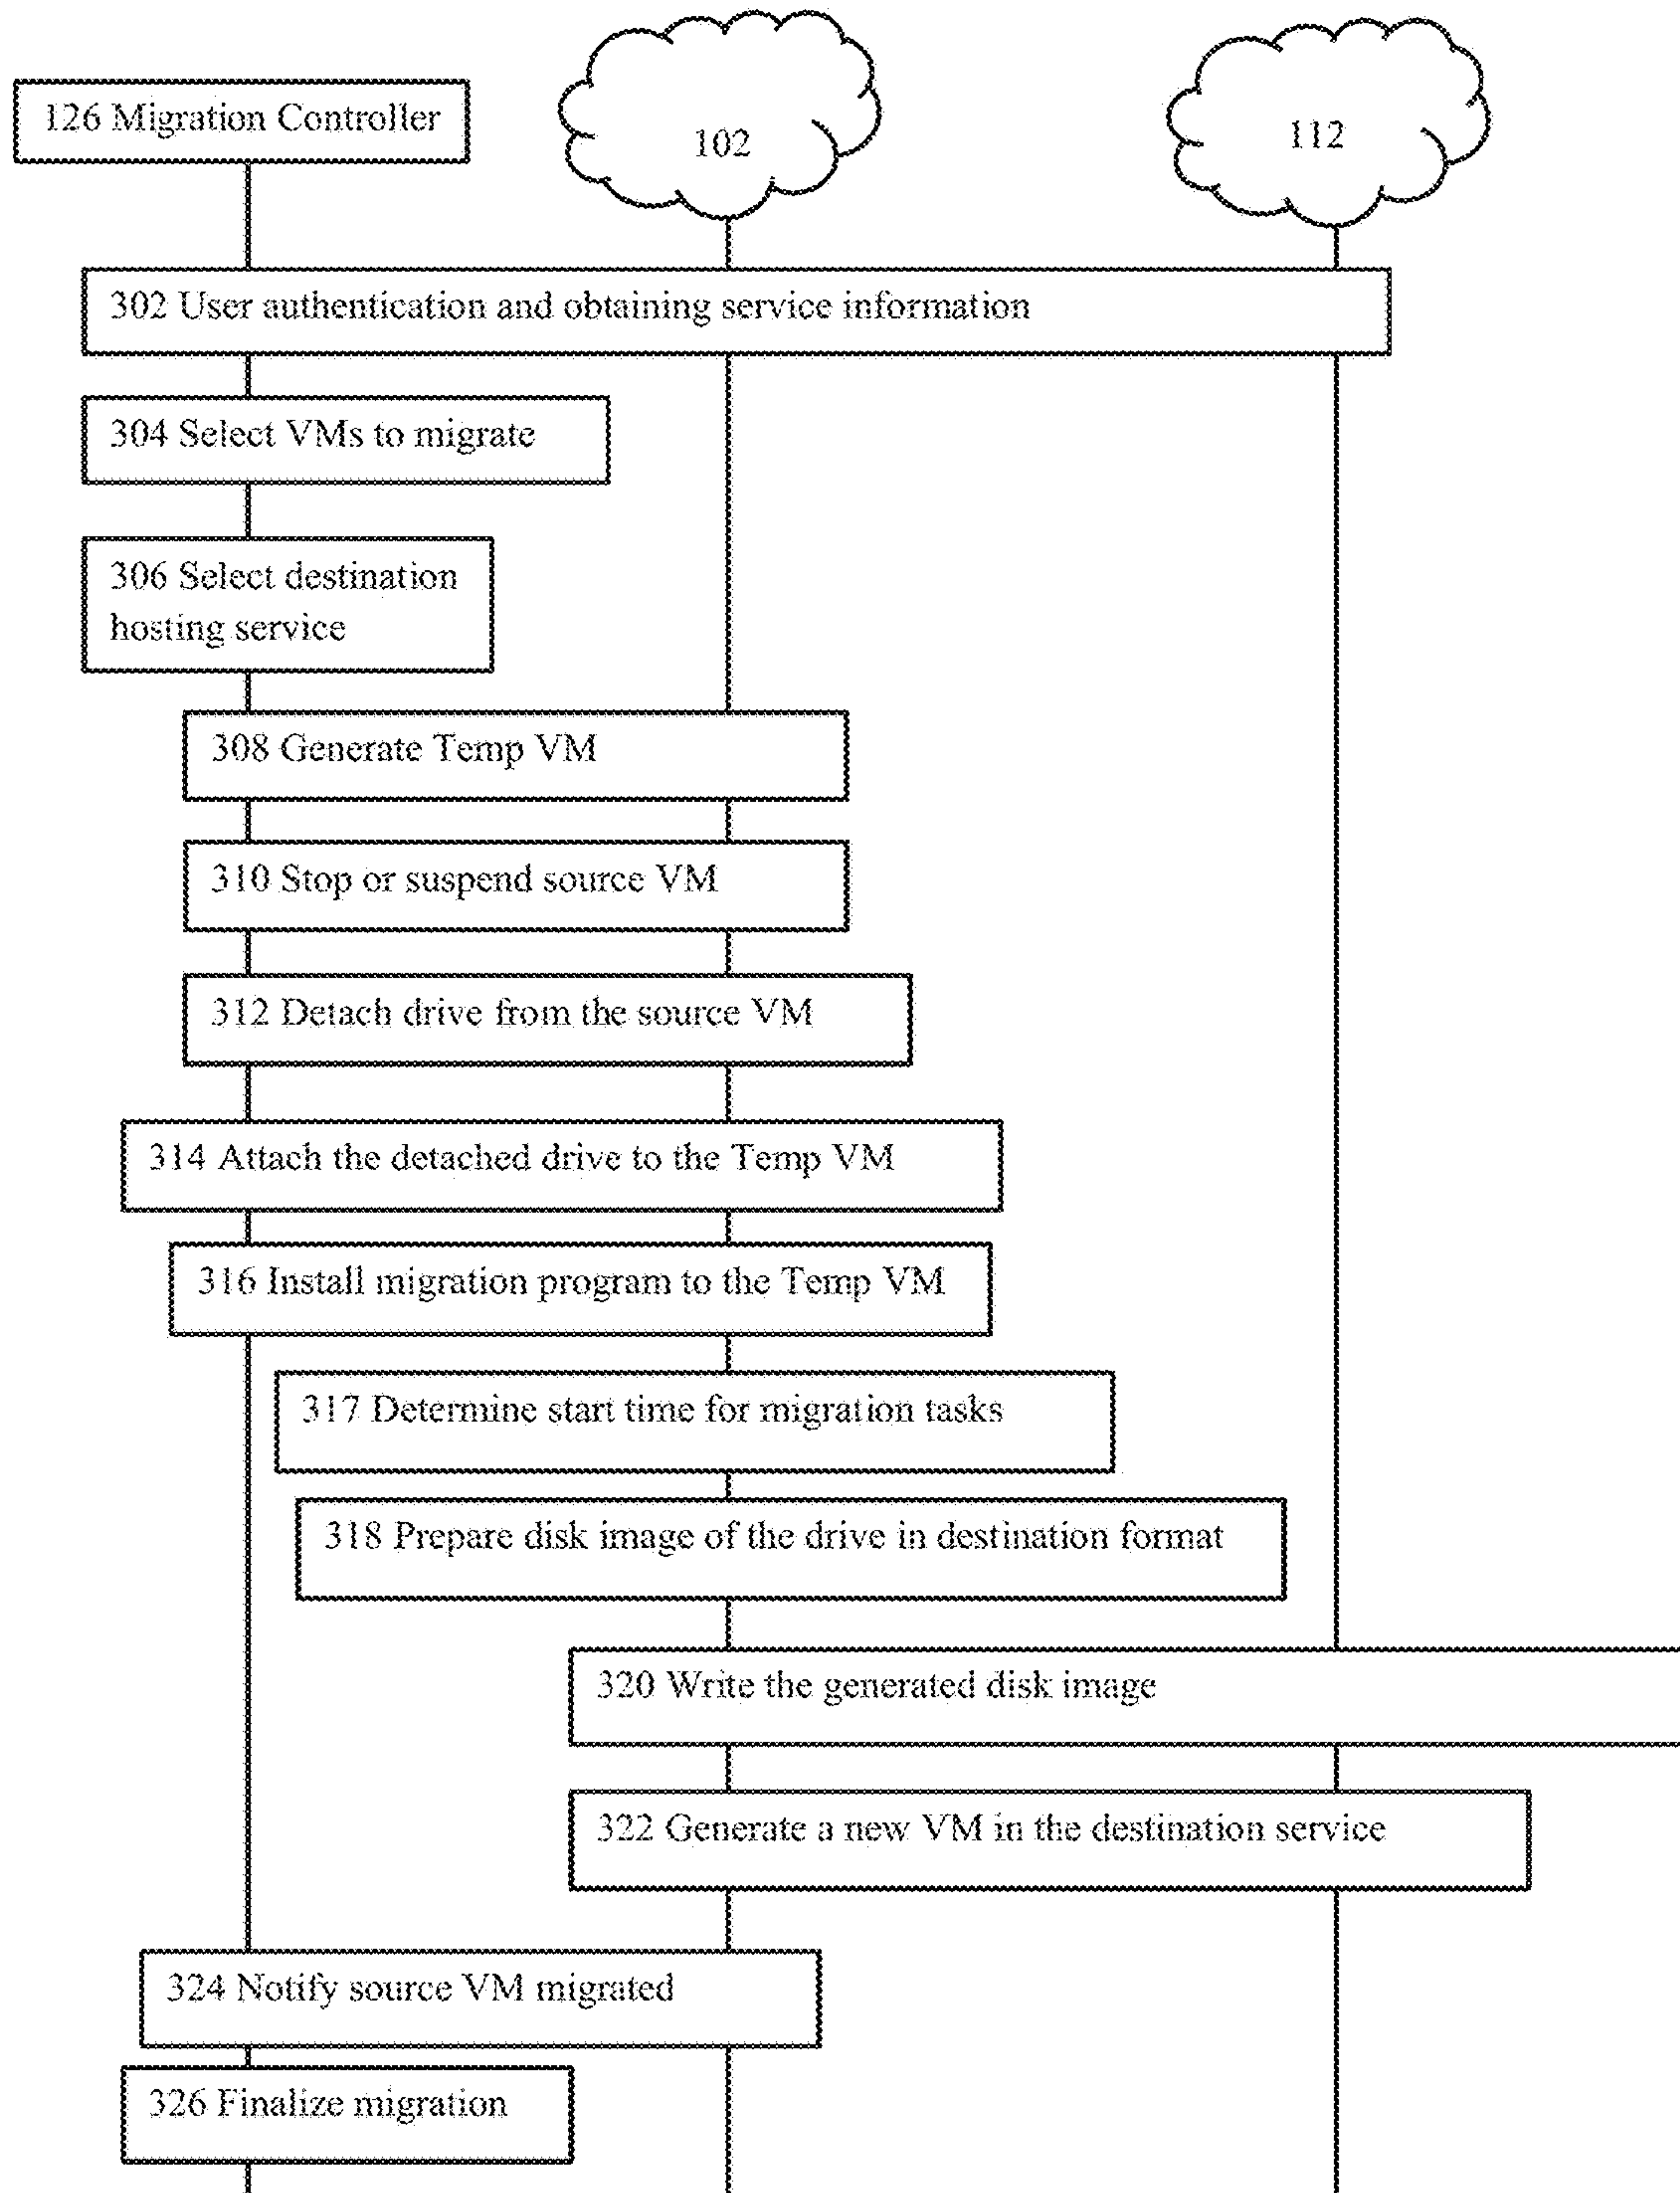 126 Migration Controller
102
112
302 User authentication and obtaining service information
304 Select VMs to migrate
306 Select destination
hosting service
308 Generate Temp VM
310 Stop or suspend source VM
312 Detach drive from the source VM
314 Attach the detached drive to the Temp VM
316 Install migration program to the Temp VM
317 Determine start time for migration tasks
318 Prepare disk image of the drive in destination format
320 Write the generated disk image
322 Generate a new VM in the destination service
324 Notify source VM migrated
326 Finalize migration